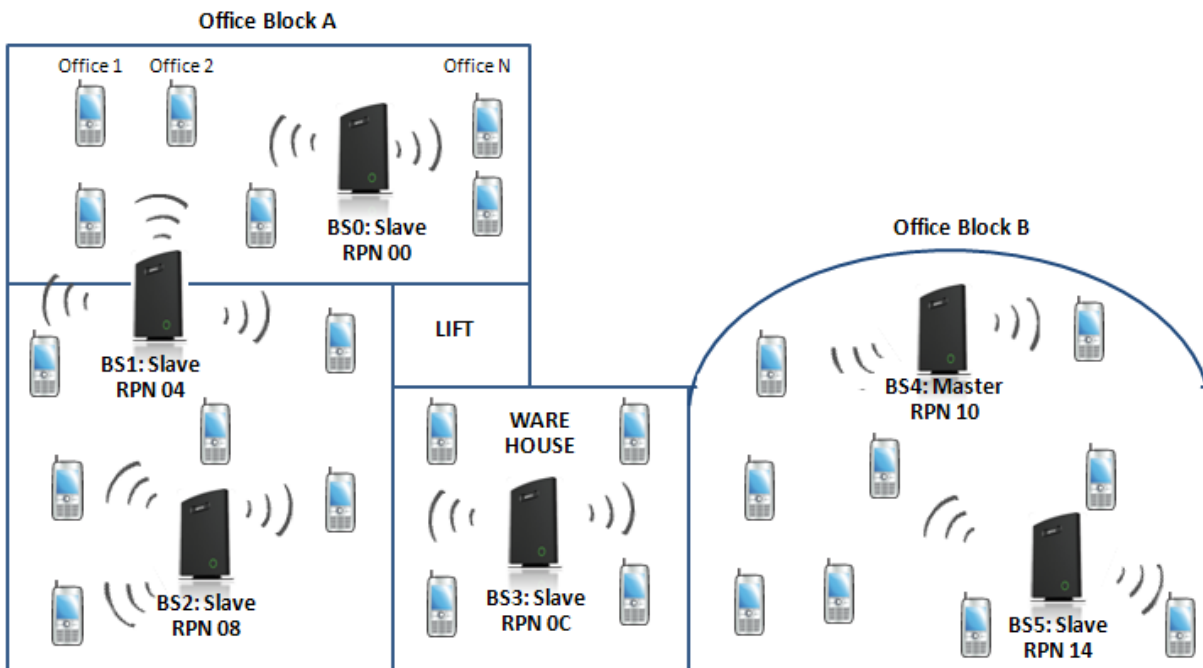 Office Block A
Office 1
Office 2
Office N
BS0: Slave
RPN 00
Office Block B
BS1: Slave
RPN 04
LIFT
BS4: Master
RPN 10
WARE
HOUSE
BS2: Slave
RPN 08
BS3: Slave
RPN 0C
BS5: Slave
RPN 14